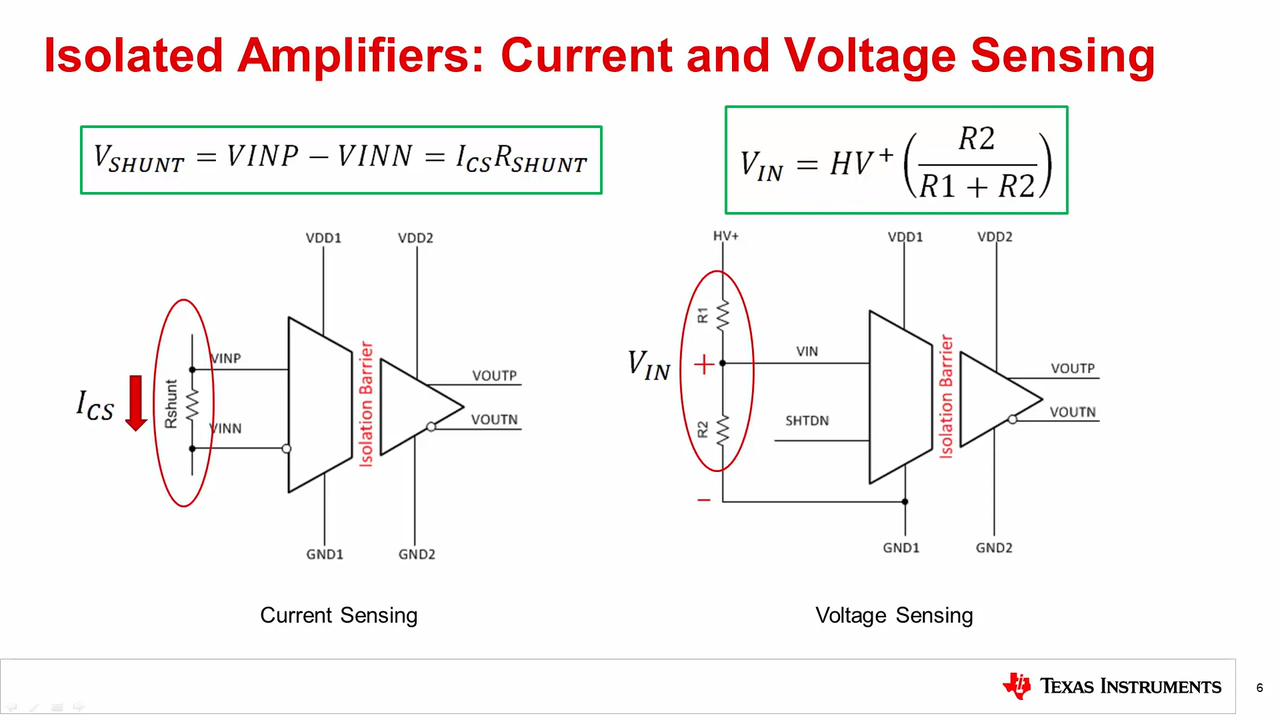 Isolated Amplifiers: Current and Voltage Sensing
V_SHUNT = VINP − VINN = I_CS R_SHUNT
V_IN = HV⁺ (R2 / (R1 + R2))
VDD1
VDD2
VINP
Rshunt
I_CS
VINN
Isolation Barrier
VOUTP
VOUTN
GND1
GND2
Current Sensing
HV+
VDD1
VDD2
R1
V_IN
+
VIN
R2
SHTDN
−
Isolation Barrier
VOUTP
VOUTN
GND1
GND2
Voltage Sensing
TEXAS INSTRUMENTS
6